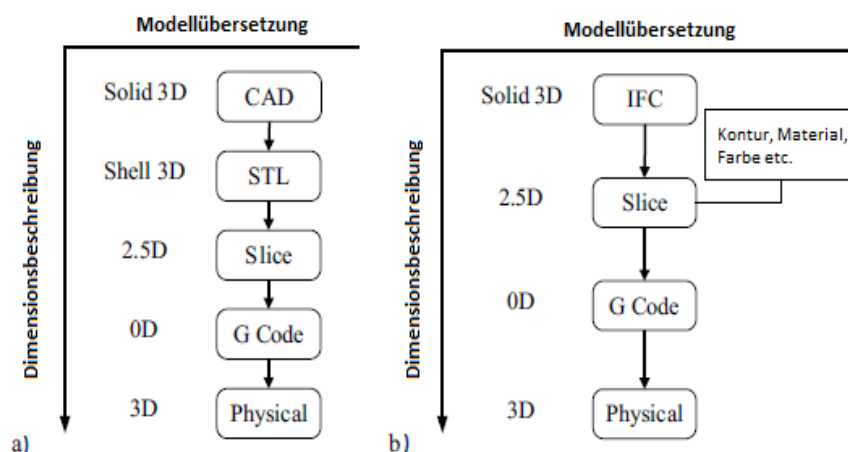 Modellübersetzung
Dimensionsbeschreibung
Solid 3D CAD
Shell 3D STL
2.5D Slice
0D G Code
3D Physical
a)
Modellübersetzung
Dimensionsbeschreibung
Solid 3D IFC
Kontur, Material,
Farbe etc.
2.5D Slice
0D G Code
3D Physical
b)